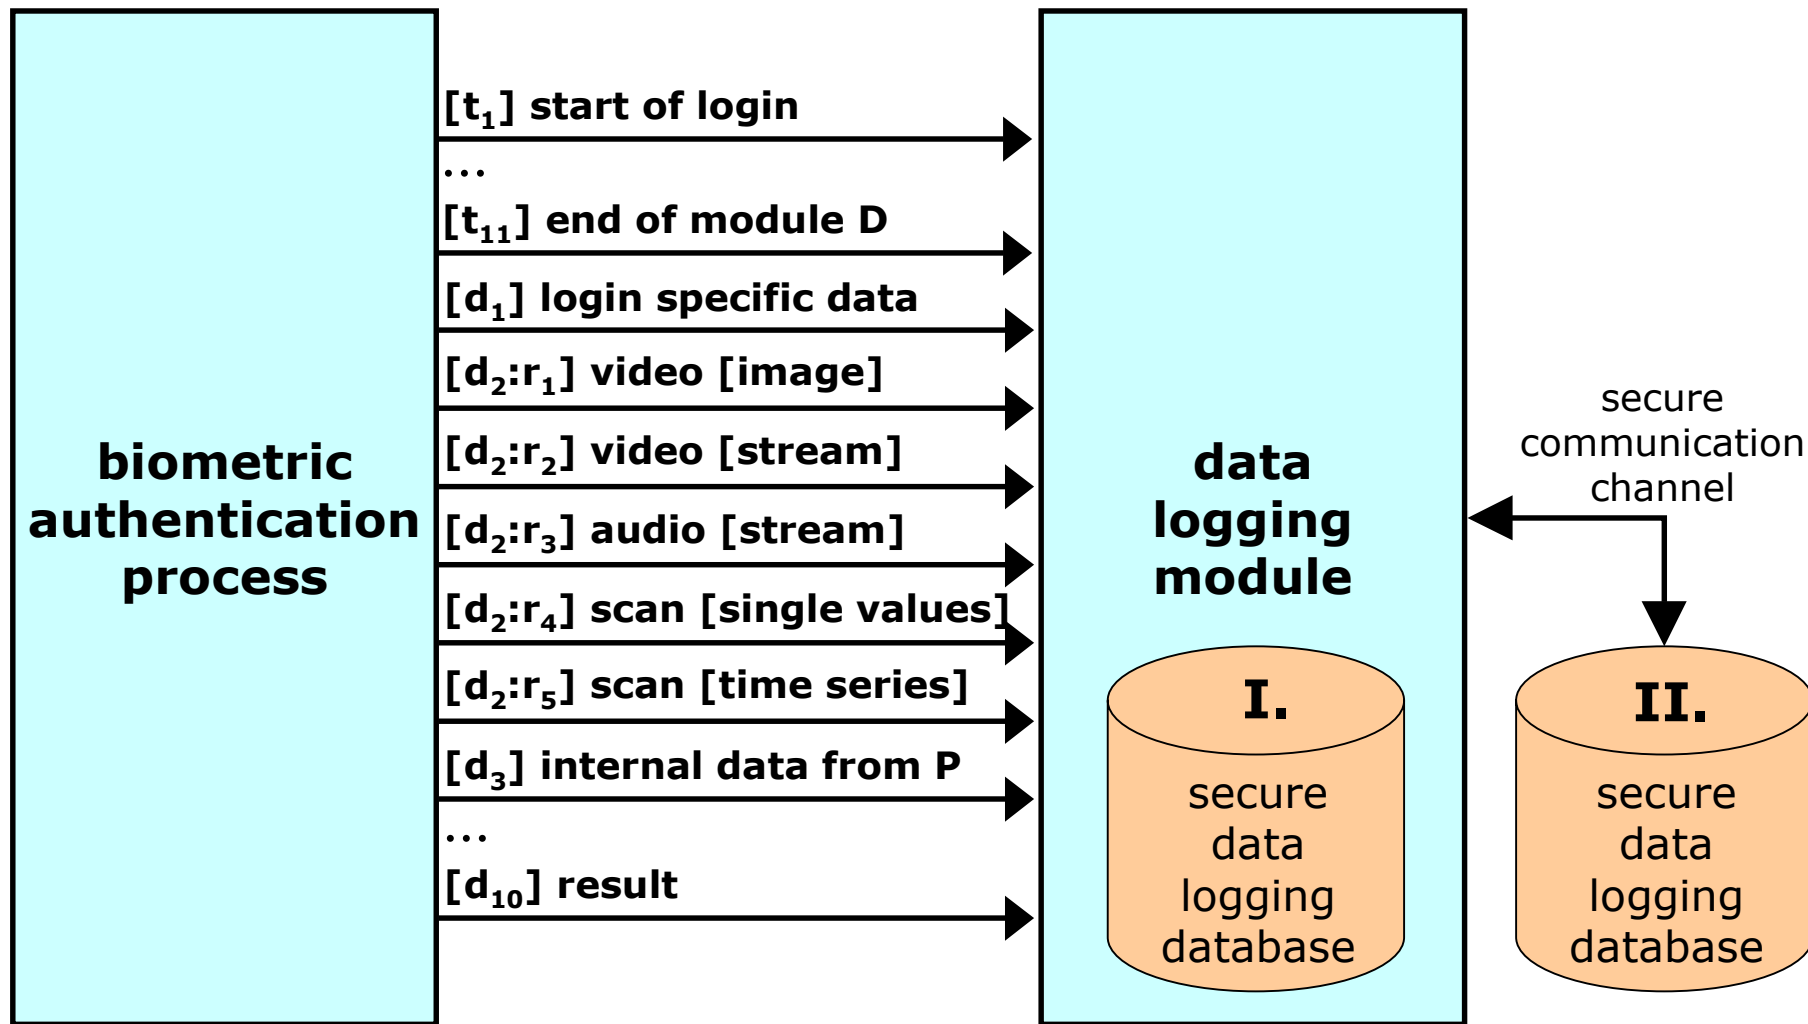 biometric
authentication
process
[t₁] start of login
...
[t₁₁] end of module D
[d₁] login specific data
[d₂:r₁] video [image]
[d₂:r₂] video [stream]
[d₂:r₃] audio [stream]
[d₂:r₄] scan [single values]
[d₂:r₅] scan [time series]
[d₃] internal data from P
...
[d₁₀] result
data
logging
module
I.
secure
data
logging
database
secure
communication
channel
II.
secure
data
logging
database